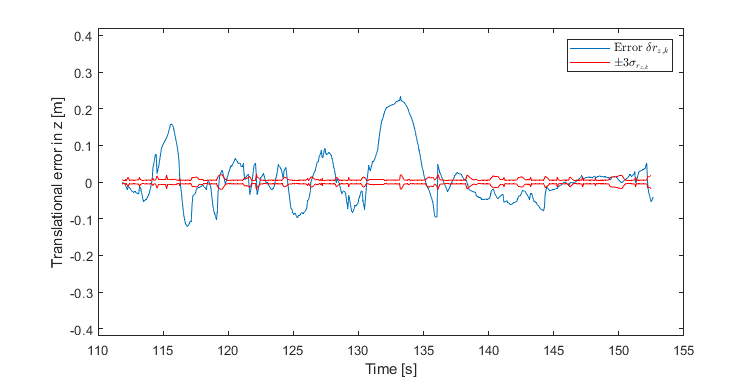 0.4
0.3
0.2
0.1
0
-0.1
-0.2
-0.3
-0.4
Translational error in z [m]
Error δr_{z,k}
±3σ_{r_{z,k}}
110 115 120 125 130 135 140 145 150 155
Time [s]